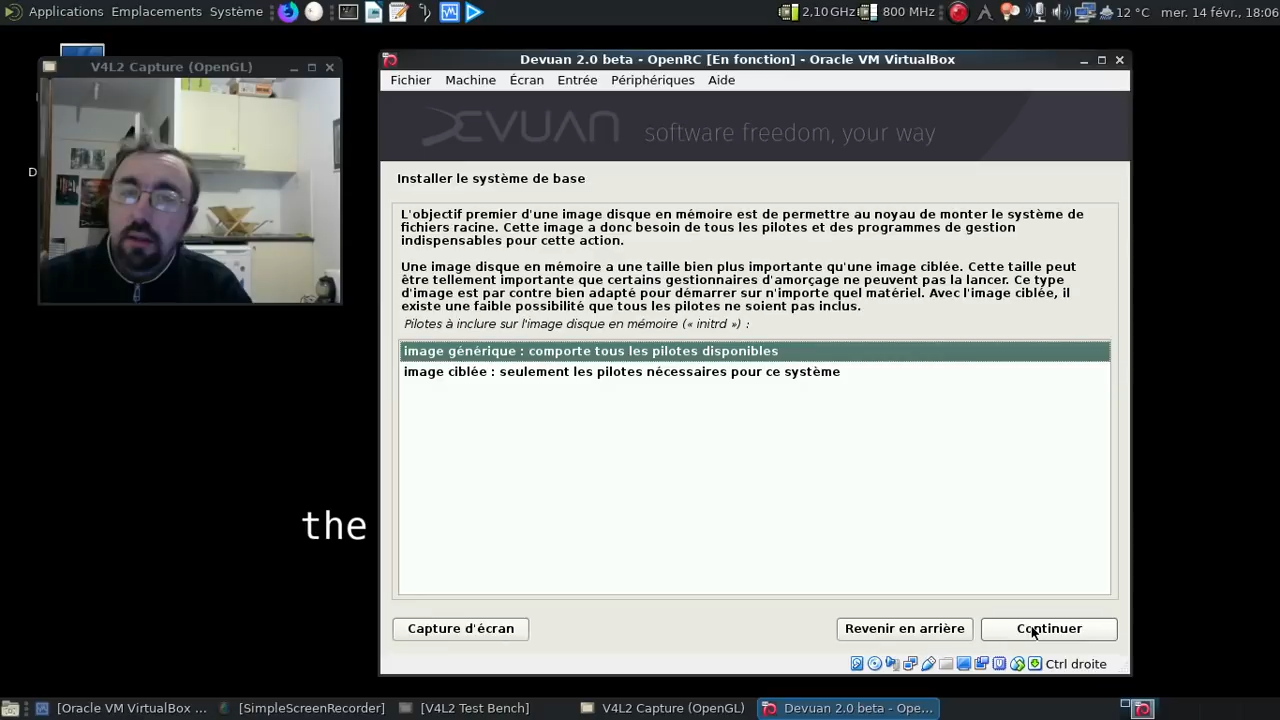 Applications Emplacements Système
2,10 GHz 800 MHz 12 °C mer. 14 févr., 18:06
V4L2 Capture (OpenGL)
D
Devuan 2.0 beta - OpenRC [En fonction] - Oracle VM VirtualBox
Fichier Machine Écran Entrée Périphériques Aide
DEVUAN software freedom, your way
Installer le système de base
L'objectif premier d'une image disque en mémoire est de permettre au noyau de monter le système de
fichiers racine. Cette image a donc besoin de tous les pilotes et des programmes de gestion
indispensables pour cette action.
Une image disque en mémoire a une taille bien plus importante qu'une image ciblée. Cette taille peut
être tellement importante que certains gestionnaires d'amorçage ne peuvent pas la lancer. Ce type
d'image est par contre bien adapté pour démarrer sur n'importe quel matériel. Avec l'image ciblée, il
existe une faible possibilité que tous les pilotes ne soient pas inclus.
Pilotes à inclure sur l'image disque en mémoire (« initrd ») :
image générique : comporte tous les pilotes disponibles
image ciblée : seulement les pilotes nécessaires pour ce système
the
Capture d'écran Revenir en arrière Continuer
Ctrl droite
[Oracle VM VirtualBox ... [SimpleScreenRecorder] [V4L2 Test Bench] V4L2 Capture (OpenGL) Devuan 2.0 beta - Ope...